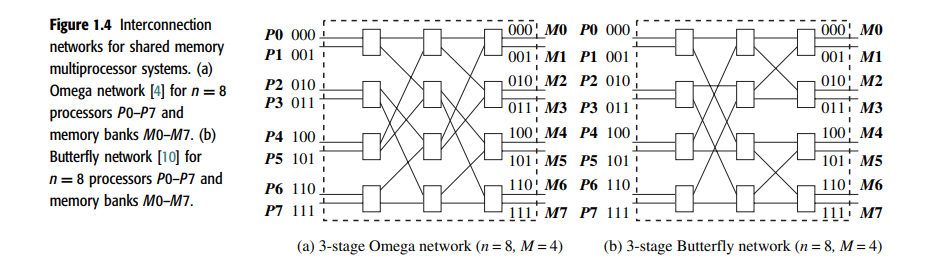 Figure 1.4 Interconnection
networks for shared memory
multiprocessor systems. (a)
Omega network [4] for n = 8
processors P0–P7 and
memory banks M0–M7. (b)
Butterfly network [10] for
n = 8 processors P0–P7 and
memory banks M0–M7.
P0 000
P1 001
P2 010
P3 011
P4 100
P5 101
P6 110
P7 111
000 M0
001 M1
010 M2
011 M3
100 M4
101 M5
110 M6
111 M7
(a) 3-stage Omega network (n = 8, M = 4)
P0 000
P1 001
P2 010
P3 011
P4 100
P5 101
P6 110
P7 111
000 M0
001 M1
010 M2
011 M3
100 M4
101 M5
110 M6
111 M7
(b) 3-stage Butterfly network (n = 8, M = 4)